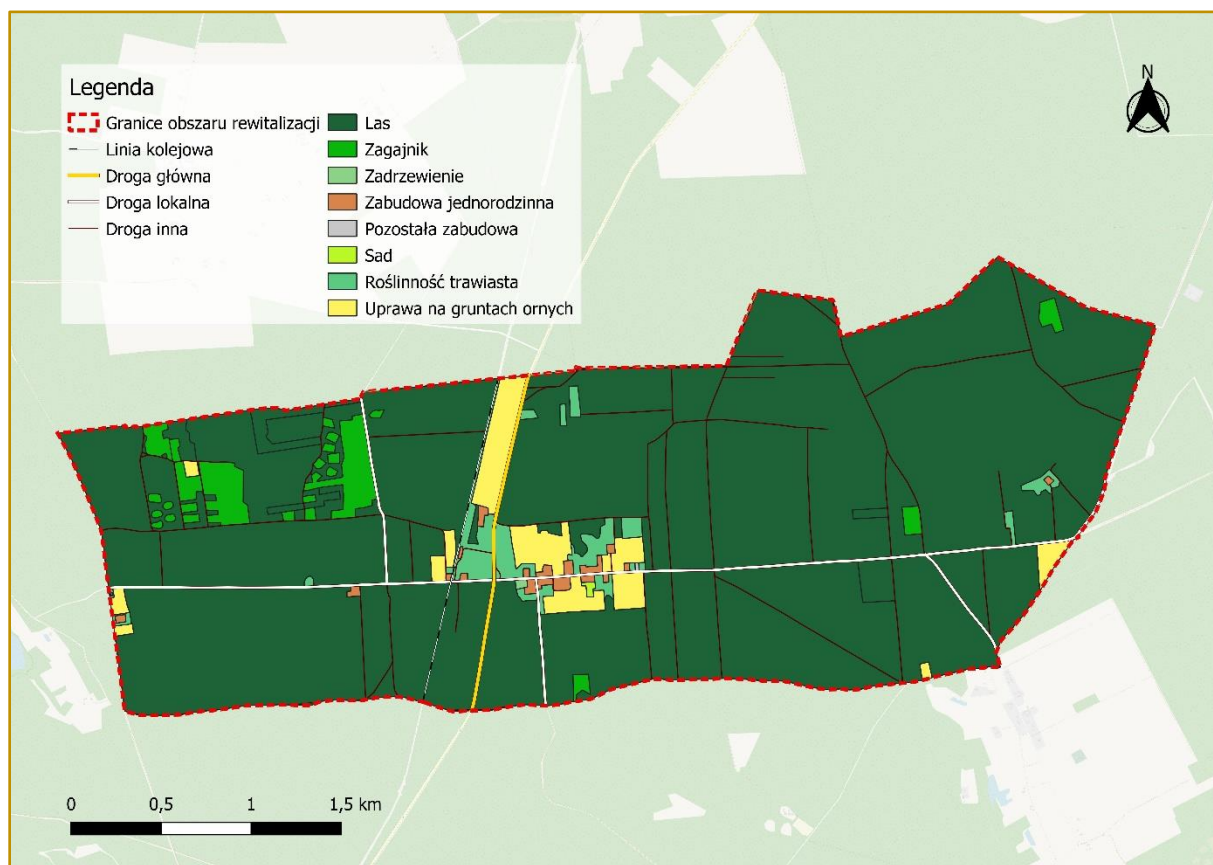 Legenda
Granice obszaru rewitalizacji
Linia kolejowa
Droga główna
Droga lokalna
Droga inna
Las
Zagajnik
Zadrzewienie
Zabudowa jednorodzinna
Pozostała zabudowa
Sad
Roślinność trawiasta
Uprawa na gruntach ornych
N
0 0,5 1 1,5 km